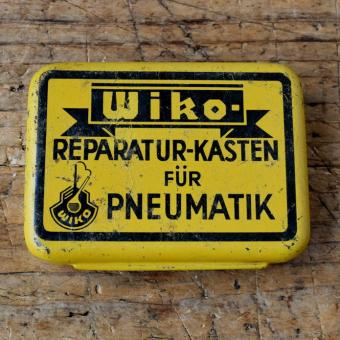 Wiko-
REPARATUR-KASTEN
FÜR
PNEUMATIK
WIKO